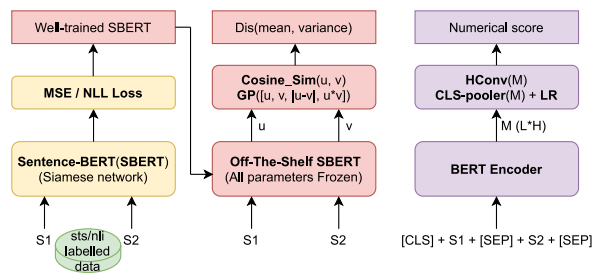 Well-trained SBERT
MSE / NLL Loss
Sentence-BERT(SBERT)
(Siamese network)
S1
sts/nli
labelled
data
S2
Dis(mean, variance)
Cosine_Sim(u, v)
GP([u, v, |u-v|, u*v])
u
v
Off-The-Shelf SBERT
(All parameters Frozen)
S1
S2
Numerical score
HConv(M)
CLS-pooler(M) + LR
M (L*H)
BERT Encoder
[CLS] + S1 + [SEP] + S2 + [SEP]